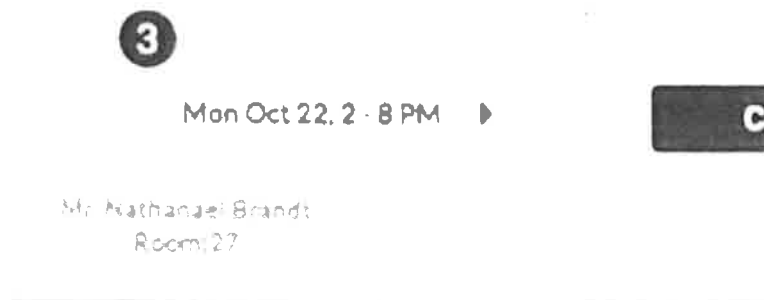 3
Mon Oct 22, 2 - 8 PM
C
Mr. Nathanael Brandt
Room 27